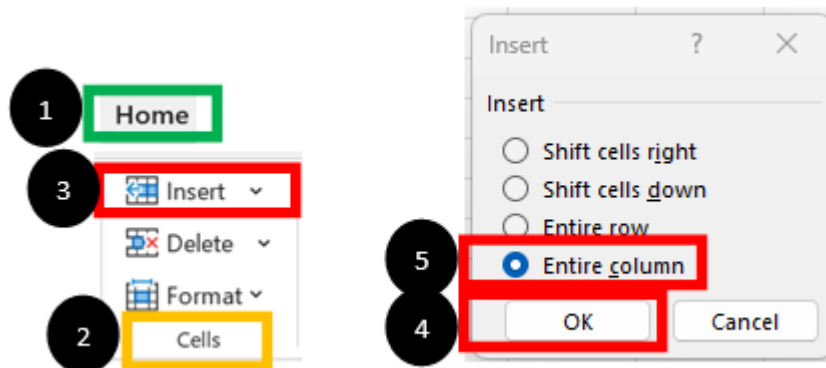 1
Home
3
Insert
Delete
Format
2
Cells
Insert ? ×
Insert
Shift cells right
Shift cells down
Entire row
5
Entire column
4
OK Cancel